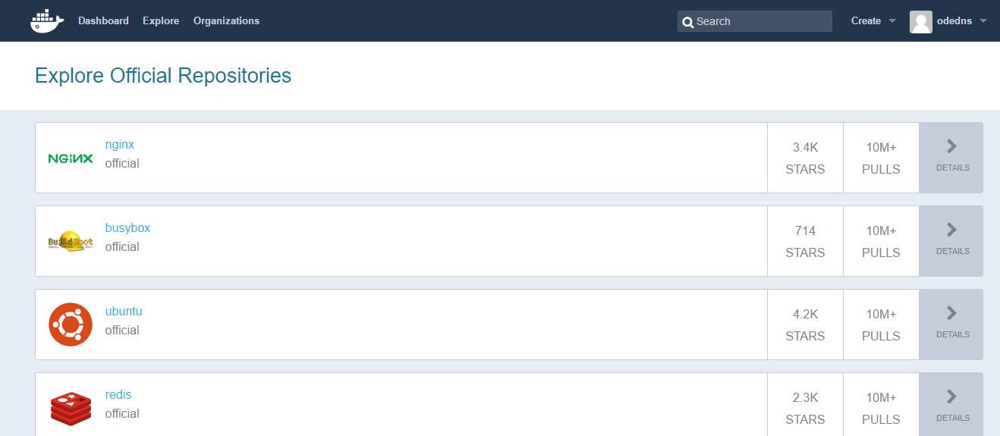 Dashboard Explore Organizations Search Create odedns
Explore Official Repositories
NGiNX
nginx
official
3.4K
STARS
10M+
PULLS
DETAILS
BuildRoot
busybox
official
714
STARS
10M+
PULLS
DETAILS
ubuntu
official
4.2K
STARS
10M+
PULLS
DETAILS
redis
official
2.3K
STARS
10M+
PULLS
DETAILS